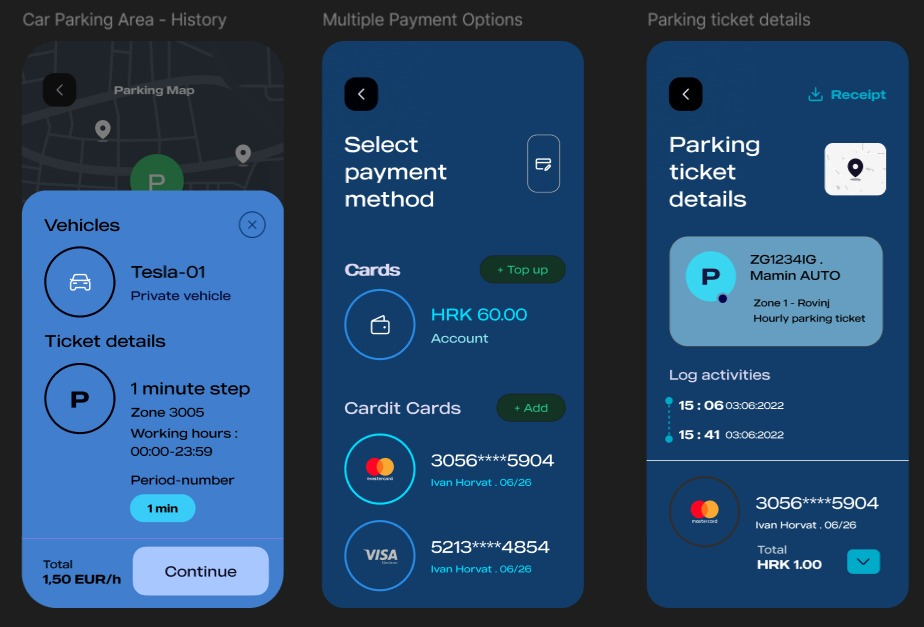 Car Parking Area - History
Parking Map
P
Vehicles
Tesla-01
Private vehicle
Ticket details
P
1 minute step
Zone 3005
Working hours :
00:00-23:59
Period-number
1 min
Total
1,50 EUR/h
Continue
Multiple Payment Options
Select
payment
method
Cards
+ Top up
HRK 60.00
Account
Cardit Cards
+ Add
mastercard
3056****5904
Ivan Horvat . 06/26
VISA
Electron
5213****4854
Ivan Horvat . 06/26
Parking ticket details
Receipt
Parking
ticket
details
P
ZG1234IG .
Mamin AUTO
Zone 1 - Rovinj
Hourly parking ticket
Log activities
15 : 06 03:06:2022
15 : 41 03:06:2022
mastercard
3056****5904
Ivan Horvat . 06/26
Total
HRK 1.00